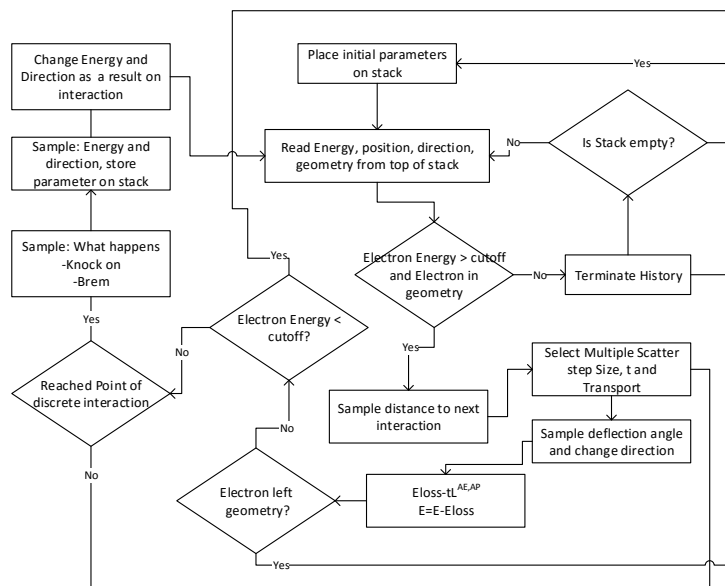 Change Energy and
Direction as a result on
interaction
Place initial parameters
on stack
Yes
Sample: Energy and
direction, store
parameter on stack
Read Energy, position, direction,
geometry from top of stack
No
Is Stack empty?
Sample: What happens
-Knock on
-Brem
Yes
Electron Energy > cutoff
and Electron in
geometry
No
Terminate History
Yes
Electron Energy <
cutoff?
No
Yes
Reached Point of
discrete interaction
Sample distance to next
interaction
Select Multiple Scatter
step Size, t and
Transport
No
Sample deflection angle
and change direction
No
Electron left
geometry?
Eloss-tL^AE,AP
E=E-Eloss
Yes